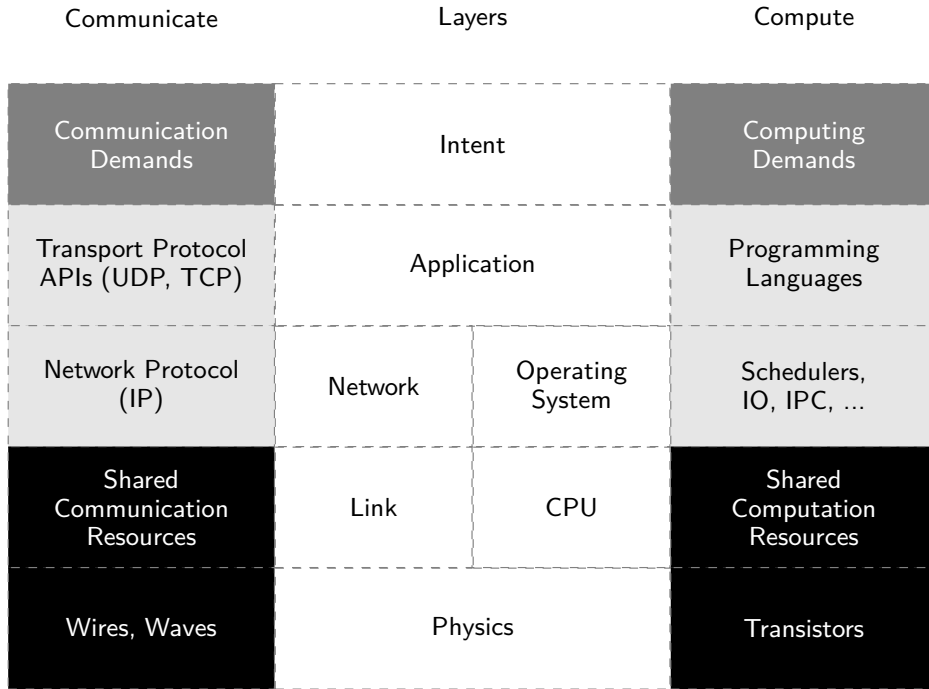 Communicate
Layers
Compute
Communication
Demands
Intent
Computing
Demands
Transport Protocol
APIs (UDP, TCP)
Application
Programming
Languages
Network Protocol
(IP)
Network
Operating
System
Schedulers,
IO, IPC, ...
Shared
Communication
Resources
Link
CPU
Shared
Computation
Resources
Wires, Waves
Physics
Transistors